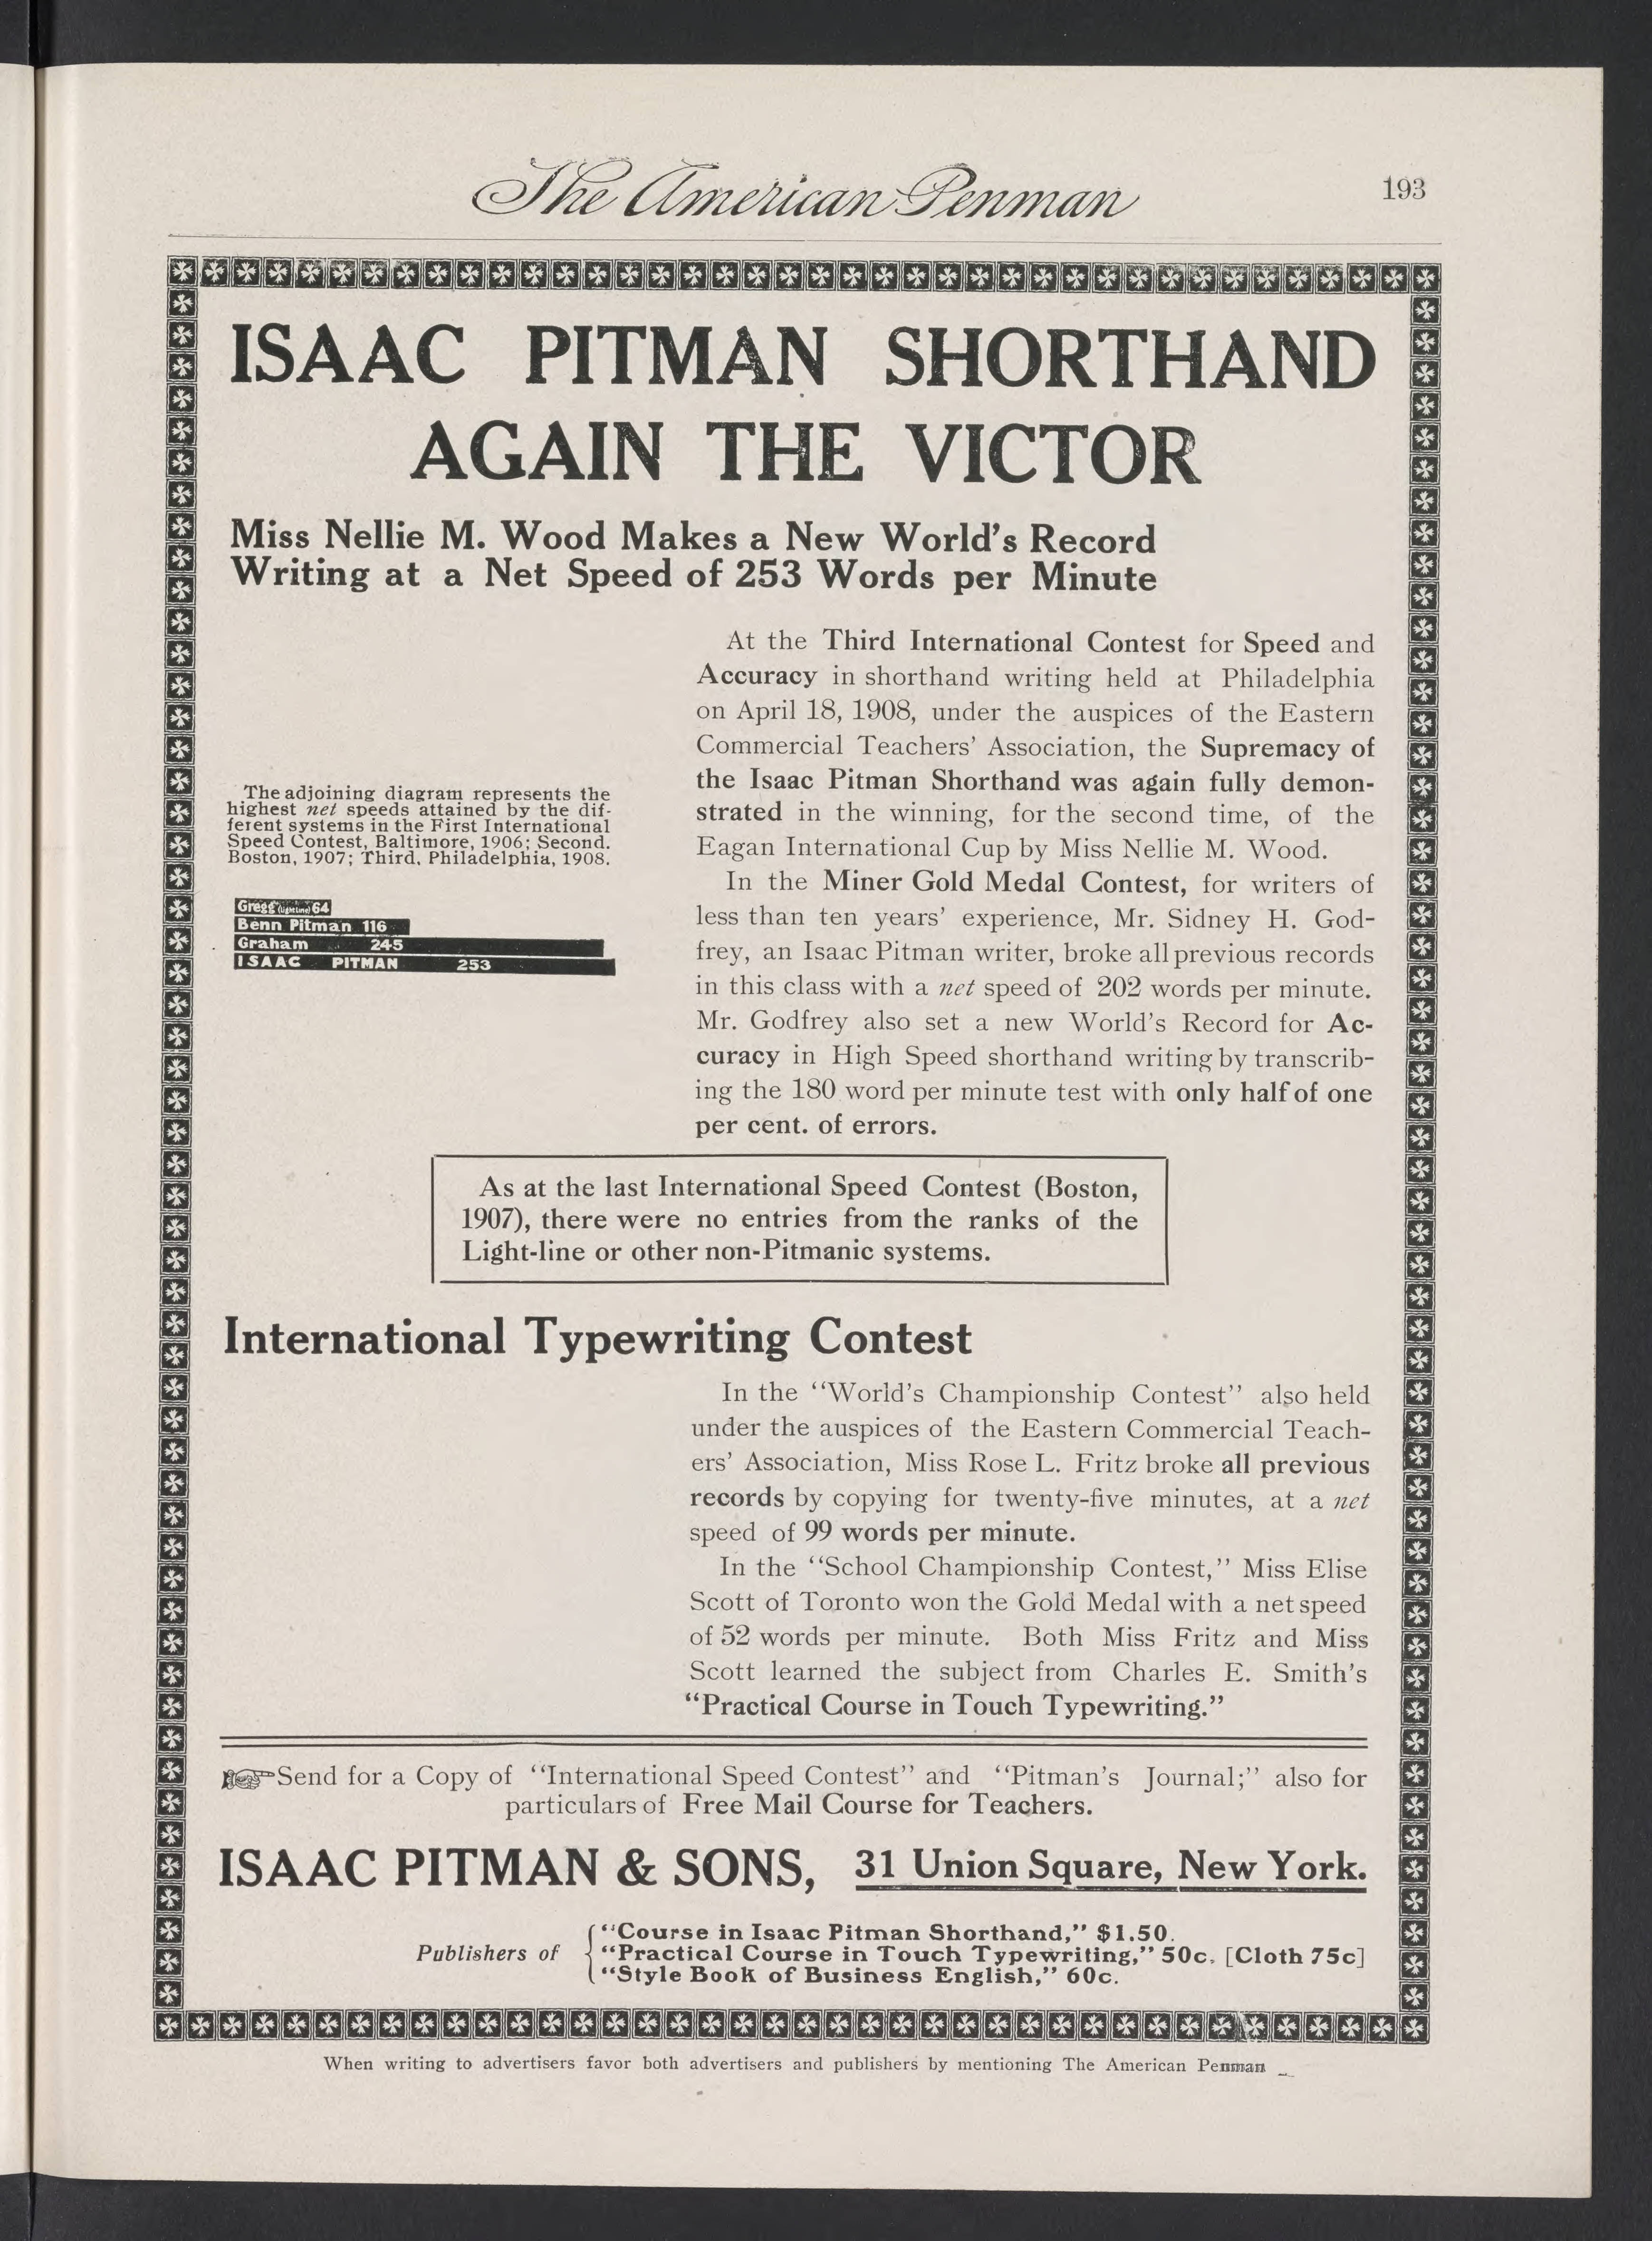 The American Penman
193
ISAAC PITMAN SHORTHAND
AGAIN THE VICTOR
Miss Nellie M. Wood Makes a New World's Record
Writing at a Net Speed of 253 Words per Minute
At the Third International Contest for Speed and
Accuracy in shorthand writing held at Philadelphia
on April 18, 1908, under the auspices of the Eastern
Commercial Teachers' Association, the Supremacy of
the Isaac Pitman Shorthand was again fully demon-
strated in the winning, for the second time, of the
Eagan International Cup by Miss Nellie M. Wood.
In the Miner Gold Medal Contest, for writers of
less than ten years' experience, Mr. Sidney H. God-
frey, an Isaac Pitman writer, broke all previous records
in this class with a net speed of 202 words per minute.
Mr. Godfrey also set a new World's Record for Ac-
curacy in High Speed shorthand writing by transcrib-
ing the 180 word per minute test with only half of one
per cent. of errors.
The adjoining diagram represents the
highest net speeds attained by the dif-
ferent systems in the First International
Speed Contest, Baltimore, 1906; Second.
Boston, 1907; Third, Philadelphia, 1908.
Gregg (Light Line) 64
Benn Pitman 116
Graham 245
ISAAC PITMAN 253
As at the last International Speed Contest (Boston,
1907), there were no entries from the ranks of the
Light-line or other non-Pitmanic systems.
International Typewriting Contest
In the "World's Championship Contest" also held
under the auspices of the Eastern Commercial Teach-
ers' Association, Miss Rose L. Fritz broke all previous
records by copying for twenty-five minutes, at a net
speed of 99 words per minute.
In the "School Championship Contest," Miss Elise
Scott of Toronto won the Gold Medal with a net speed
of 52 words per minute. Both Miss Fritz and Miss
Scott learned the subject from Charles E. Smith's
"Practical Course in Touch Typewriting."
Send for a Copy of "International Speed Contest" and "Pitman's Journal;" also for
particulars of Free Mail Course for Teachers.
ISAAC PITMAN & SONS, 31 Union Square, New York.
Publishers of
"Course in Isaac Pitman Shorthand," $1.50.
"Practical Course in Touch Typewriting," 50c. [Cloth 75c]
"Style Book of Business English," 60c.
When writing to advertisers favor both advertisers and publishers by mentioning The American Penman